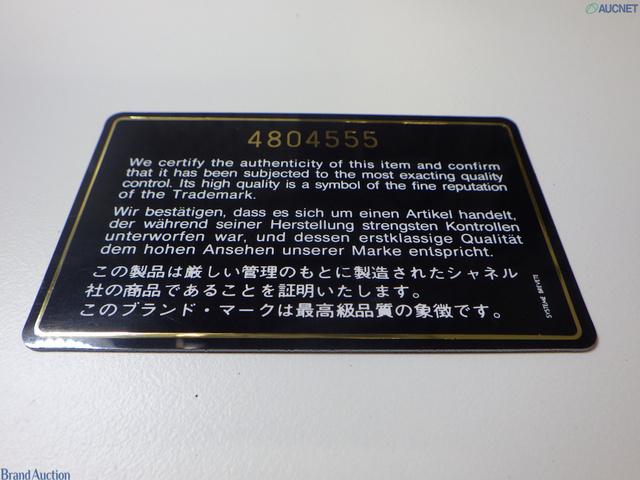 AUCNET
4804555
We certify the authenticity of this item and confirm
that it has been subjected to the most exacting quality
control. Its high quality is a symbol of the fine reputation
of the Trademark.
Wir bestätigen, dass es sich um einen Artikel handelt,
der während seiner Herstellung strengsten Kontrollen
unterworfen war, und dessen erstklassige Qualität
dem hohen Ansehen unserer Marke entspricht.
この製品は厳しい管理のもとに製造されたシャネル
社の商品であることを証明いたします。
このブランド・マークは最高級品質の象徴です。
SYSTEME BREVETE
Brand Auction